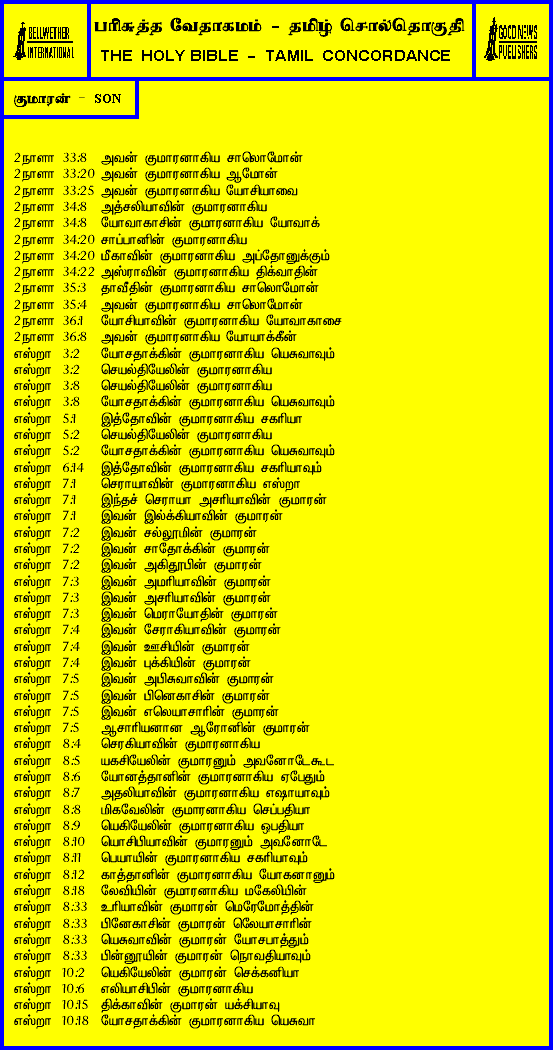 BELLWETHER
INTERNATIONAL
பரிசுத்த வேதாகமம் - தமிழ் சொல்தொகுதி
THE HOLY BIBLE - TAMIL CONCORDANCE
GOOD NEWS
PUBLISHERS
குமாரன் - SON
2நாளா 33:8 அவன் குமாரனாகிய சாலொமோன்
2நாளா 33:20 அவன் குமாரனாகிய ஆமோன்
2நாளா 33:25 அவன் குமாரனாகிய யோசியாவை
2நாளா 34:8 அத்சலியாவின் குமாரனாகிய
2நாளா 34:8 யோவாகாசின் குமாரனாகிய யோவாக்
2நாளா 34:20 சாப்பானின் குமாரனாகிய
2நாளா 34:20 மீகாவின் குமாரனாகிய அப்தோனுக்கும்
2நாளா 34:22 அஸ்ராவின் குமாரனாகிய திக்வாதின்
2நாளா 35:3 தாவீதின் குமாரனாகிய சாலொமோன்
2நாளா 35:4 அவன் குமாரனாகிய சாலொமோன்
2நாளா 36:1 யோசியாவின் குமாரனாகிய யோவாகாசை
2நாளா 36:8 அவன் குமாரனாகிய யோயாக்கீன்
எஸ்றா 3:2 யோசதாக்கின் குமாரனாகிய யெசுவாவும்
எஸ்றா 3:2 செயல்தியேலின் குமாரனாகிய
எஸ்றா 3:8 செயல்தியேலின் குமாரனாகிய
எஸ்றா 3:8 யோசதாக்கின் குமாரனாகிய யெசுவாவும்
எஸ்றா 5:1 இத்தோவின் குமாரனாகிய சகரியா
எஸ்றா 5:2 செயல்தியேலின் குமாரனாகிய
எஸ்றா 5:2 யோசதாக்கின் குமாரனாகிய யெசுவாவும்
எஸ்றா 6:14 இத்தோவின் குமாரனாகிய சகரியாவும்
எஸ்றா 7:1 செராயாவின் குமாரனாகிய எஸ்றா
எஸ்றா 7:1 இந்தச் செராயா அசரியாவின் குமாரன்
எஸ்றா 7:1 இவன் இல்க்கியாவின் குமாரன்
எஸ்றா 7:2 இவன் சல்லூமின் குமாரன்
எஸ்றா 7:2 இவன் சாதோக்கின் குமாரன்
எஸ்றா 7:2 இவன் அகிதூபின் குமாரன்
எஸ்றா 7:3 இவன் அமரியாவின் குமாரன்
எஸ்றா 7:3 இவன் அசரியாவின் குமாரன்
எஸ்றா 7:3 இவன் மெராயோதின் குமாரன்
எஸ்றா 7:4 இவன் சேராகியாவின் குமாரன்
எஸ்றா 7:4 இவன் ஊசியின் குமாரன்
எஸ்றா 7:4 இவன் புக்கியின் குமாரன்
எஸ்றா 7:5 இவன் அபிசுவாவின் குமாரன்
எஸ்றா 7:5 இவன் பினெகாசின் குமாரன்
எஸ்றா 7:5 இவன் எலெயாசாரின் குமாரன்
எஸ்றா 7:5 ஆசாரியனான ஆரோனின் குமாரன்
எஸ்றா 8:4 செரகியாவின் குமாரனாகிய
எஸ்றா 8:5 யகசியேலின் குமாரனும் அவனோடேகூட
எஸ்றா 8:6 யோனத்தானின் குமாரனாகிய ஏபேதும்
எஸ்றா 8:7 அதலியாவின் குமாரனாகிய எஷாயாவும்
எஸ்றா 8:8 மிகவேலின் குமாரனாகிய செப்பதியா
எஸ்றா 8:9 யெகியேலின் குமாரனாகிய ஒபதியா
எஸ்றா 8:10 யொசிபியாவின் குமாரனும் அவனோடே
எஸ்றா 8:11 பெயாயின் குமாரனாகிய சகரியாவும்
எஸ்றா 8:12 காத்தானின் குமாரனாகிய யோகனானும்
எஸ்றா 8:18 லேவியின் குமாரனாகிய மகேலியின்
எஸ்றா 8:33 உரியாவின் குமாரன் மெரேமோத்தின்
எஸ்றா 8:33 பினேகாசின் குமாரன் லெயோசாரின்
எஸ்றா 8:33 யெசுவாவின் குமாரன் யோசபாத்தும்
எஸ்றா 8:33 பின்னூயின் குமாரன் நொவதியாவும்
எஸ்றா 10:2 யெகியேலின் குமாரன் செக்கனியா
எஸ்றா 10:6 எலியாசிபின் குமாரனாகிய
எஸ்றா 10:15 திக்காவின் குமாரன் யக்சியாவு
எஸ்றா 10:18 யோசதாக்கின் குமாரனாகிய யெசுவா